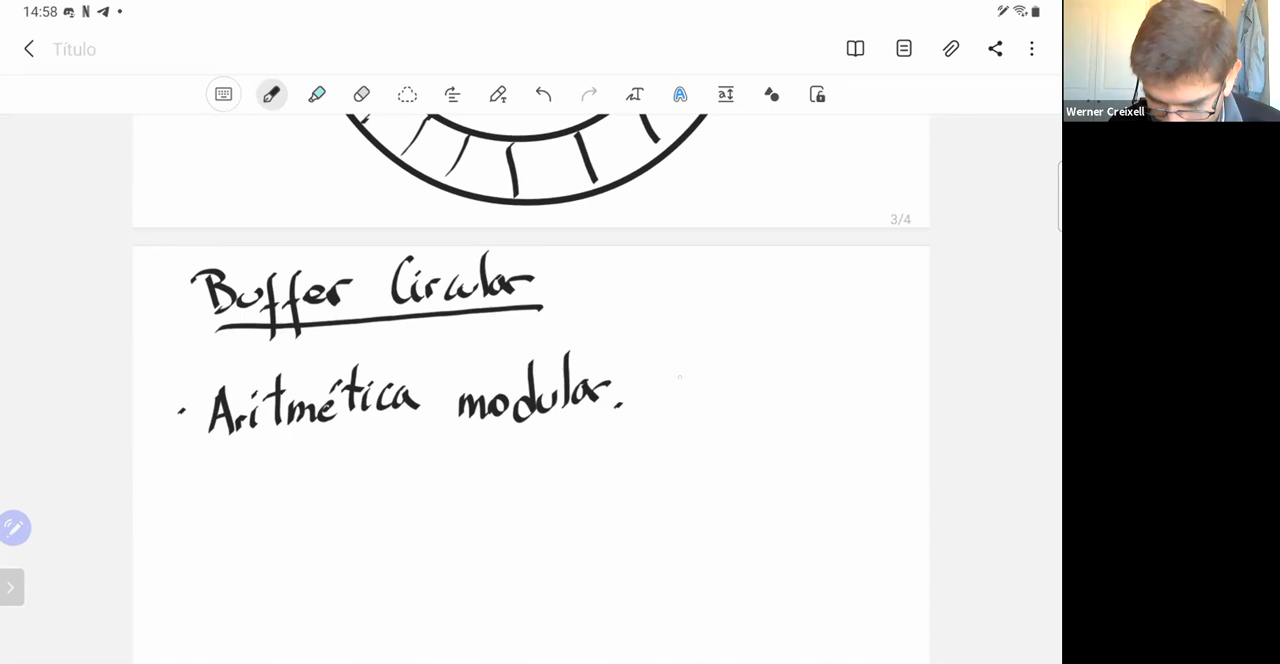 14:58
Título
Werner Creixell
3/4
Buffer Circular
· Aritmética modular.